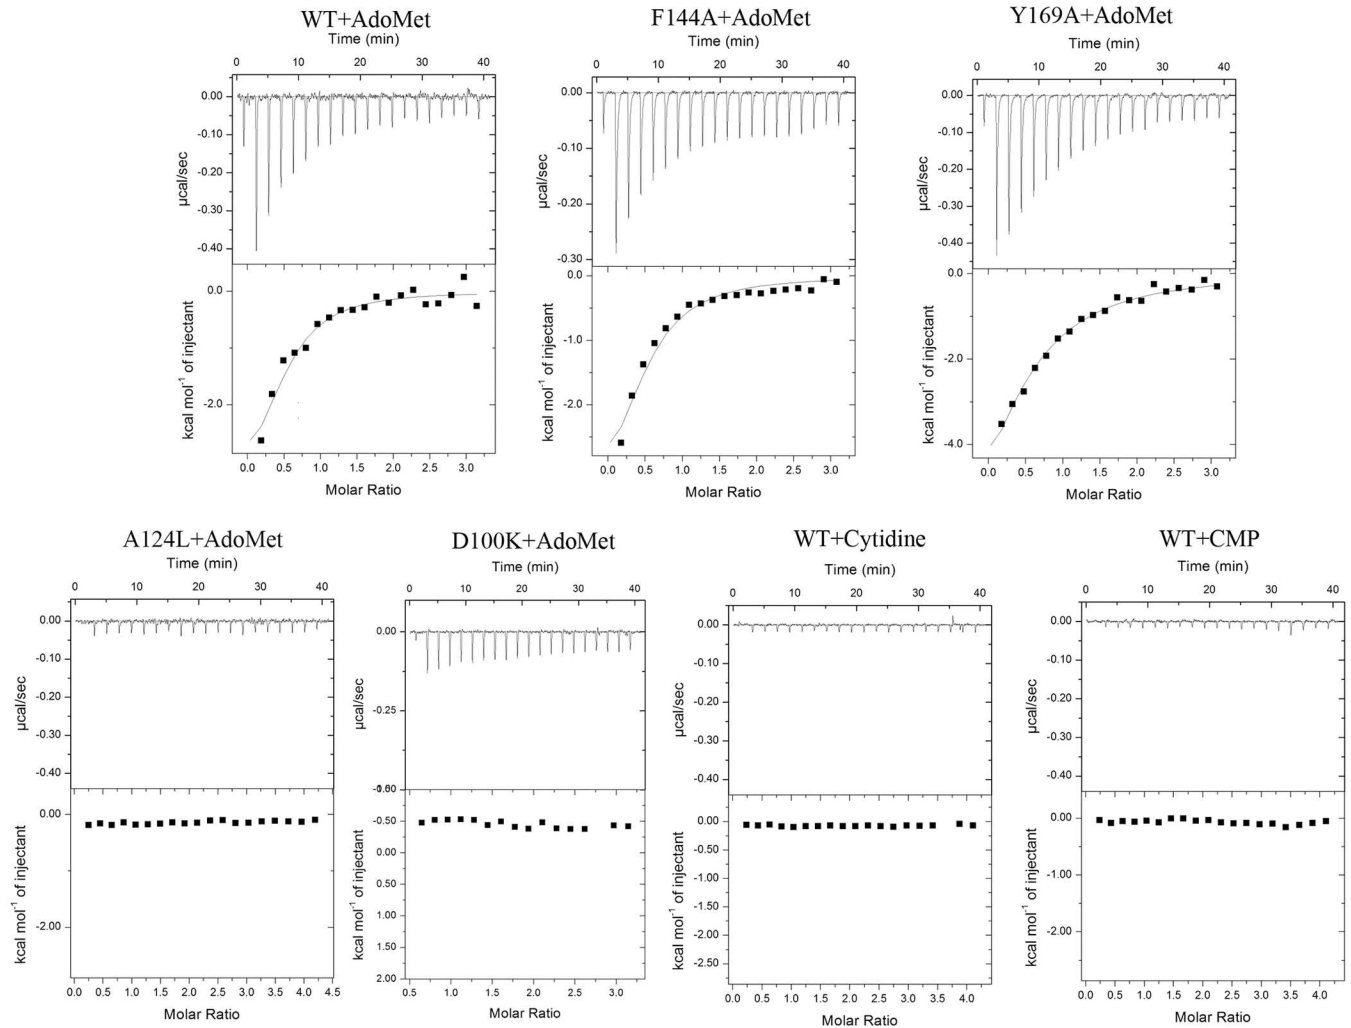 WT+AdoMet
Time (min)
0 10 20 30 40
0.00
-0.10
-0.20
-0.30
-0.40
µcal/sec
0.0
-2.0
kcal mol⁻¹ of injectant
0.0 0.5 1.0 1.5 2.0 2.5 3.0
Molar Ratio
F144A+AdoMet
Time (min)
0 10 20 30 40
0.00
-0.10
-0.20
-0.30
µcal/sec
0.0
-1.0
-2.0
kcal mol⁻¹ of injectant
0.0 0.5 1.0 1.5 2.0 2.5 3.0
Molar Ratio
Y169A+AdoMet
Time (min)
0 10 20 30 40
0.00
-0.10
-0.20
-0.30
-0.40
µcal/sec
0.0
-2.0
-4.0
kcal mol⁻¹ of injectant
0.0 0.5 1.0 1.5 2.0 2.5 3.0
Molar Ratio
A124L+AdoMet
Time (min)
0 10 20 30 40
0.00
-0.10
-0.20
-0.30
-0.40
µcal/sec
0.00
-2.00
kcal mol⁻¹ of injectant
0.0 0.5 1.0 1.5 2.0 2.5 3.0 3.5 4.0 4.5
Molar Ratio
D100K+AdoMet
Time (min)
0 10 20 30 40
0.00
-0.25
µcal/sec
-0.50
0.00
0.50
1.00
1.50
2.00
kcal mol⁻¹ of injectant
0.5 1.0 1.5 2.0 2.5 3.0
Molar Ratio
WT+Cytidine
Time (min)
0 10 20 30 40
0.00
-0.10
-0.20
-0.30
-0.40
µcal/sec
0.00
-0.50
-1.00
-1.50
-2.00
-2.50
kcal mol⁻¹ of injectant
0.0 0.5 1.0 1.5 2.0 2.5 3.0 3.5 4.0
Molar Ratio
WT+CMP
Time (min)
0 10 20 30 40
0.00
-0.10
-0.20
-0.30
-0.40
µcal/sec
0.00
-1.00
-2.00
kcal mol⁻¹ of injectant
0.0 0.5 1.0 1.5 2.0 2.5 3.0 3.5 4.0
Molar Ratio